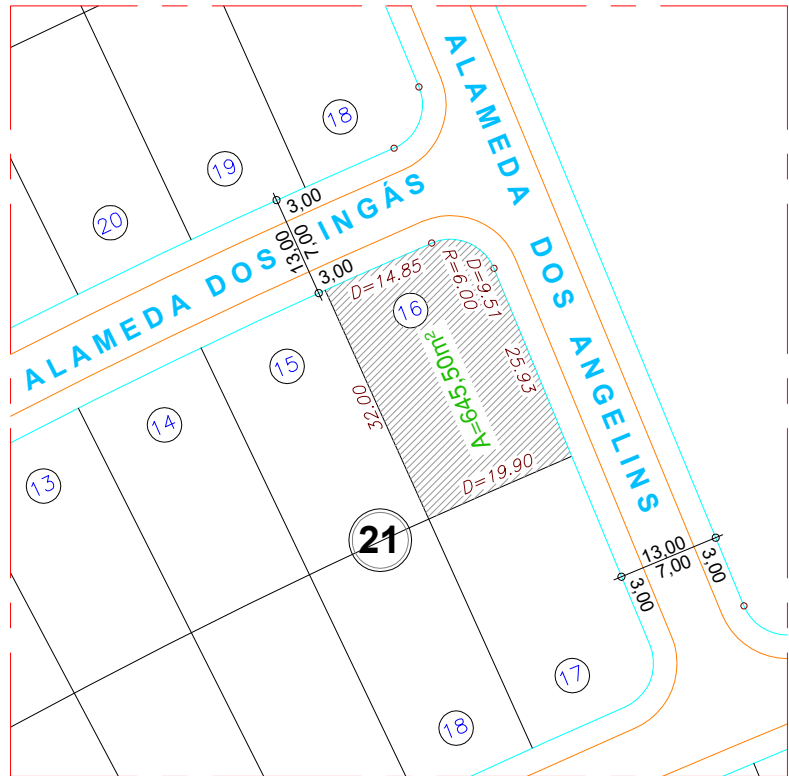 ALAMEDA DOS ANGELINS
18
19
20
3,00
ALAMEDA DOS INGÁS
13,00
7,00
3,00
D=14.85
R=6.00
D=9.51
16
25.93
A=645,50m²
32.00
15
14
13
D=19.90
21
13,00
7,00
3,00
3,00
17
18